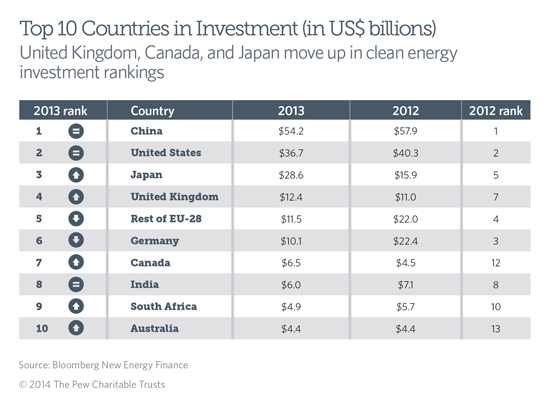 Top 10 Countries in Investment (in US$ billions)
United Kingdom, Canada, and Japan move up in clean energy
investment rankings
2013 rank Country 2013 2012 2012 rank
1 China $54.2 $57.9 1
2 United States $36.7 $40.3 2
3 Japan $28.6 $15.9 5
4 United Kingdom $12.4 $11.0 7
5 Rest of EU-28 $11.5 $22.0 4
6 Germany $10.1 $22.4 3
7 Canada $6.5 $4.5 12
8 India $6.0 $7.1 8
9 South Africa $4.9 $5.7 10
10 Australia $4.4 $4.4 13
Source: Bloomberg New Energy Finance
© 2014 The Pew Charitable Trusts